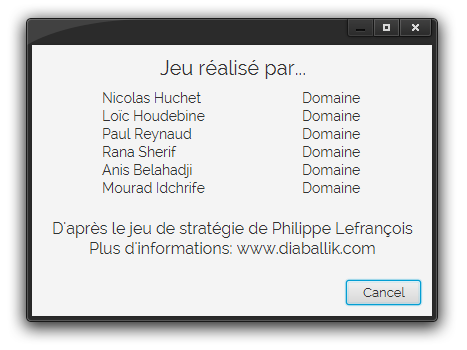 Jeu réalisé par...
Nicolas Huchet Domaine
Loïc Houdebine Domaine
Paul Reynaud Domaine
Rana Sherif Domaine
Anis Belahadji Domaine
Mourad Idchrife Domaine
D'après le jeu de stratégie de Philippe Lefrançois
Plus d'informations: www.diaballik.com
Cancel